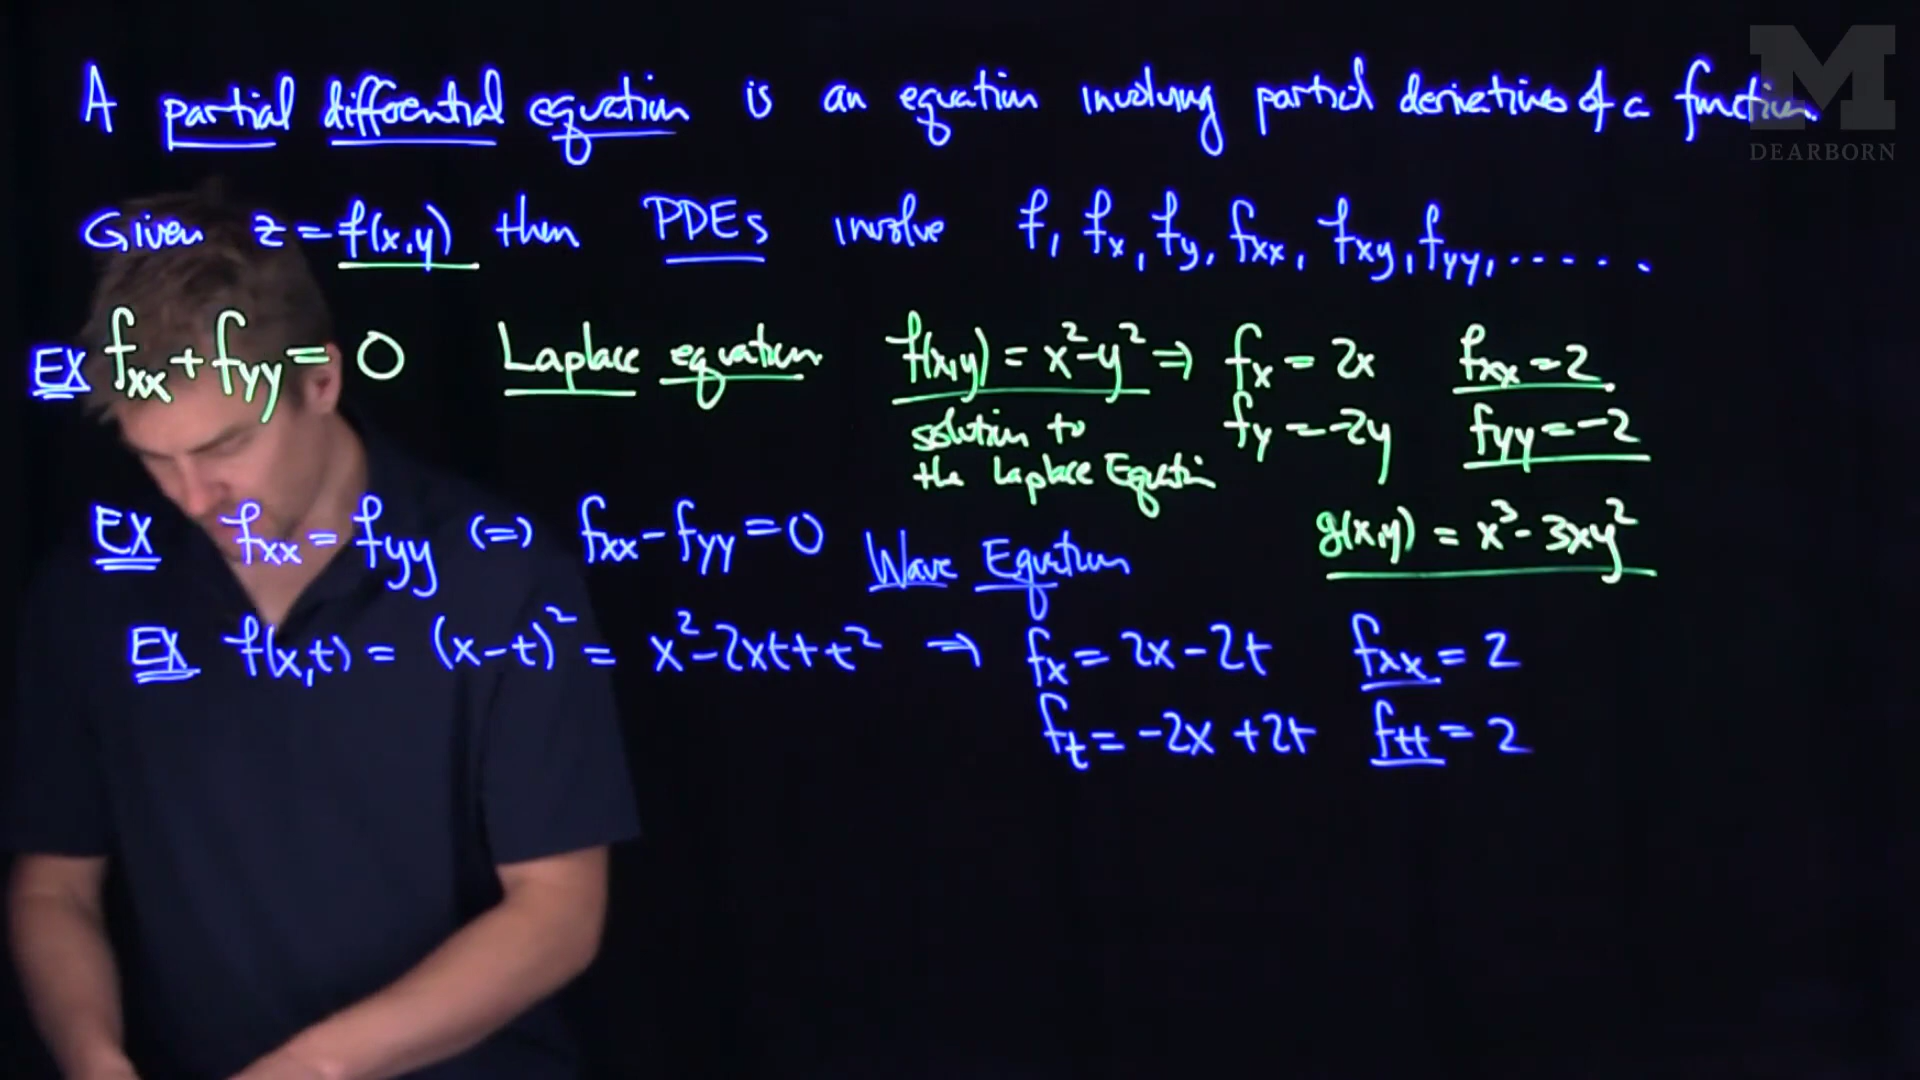 A partial differential equation is an equation involving partial derivatives of a function.
M
DEARBORN
Given z = f(x,y) then PDEs involve f, fx, fy, fxx, fxy, fyy, .....
EX fxx + fyy = 0 Laplace equation. f(x,y) = x² - y² ⇒ fx = 2x fxx = 2.
solution to fy = -2y fyy = -2
the Laplace Equation
g(x,y) = x³ - 3xy²
EX fxx = fyy (=) fxx - fyy = 0 Wave Equation
EX f(x,t) = (x-t)² = x² - 2xt + t² → fx = 2x - 2t fxx = 2
ft = -2x + 2t ftt = 2